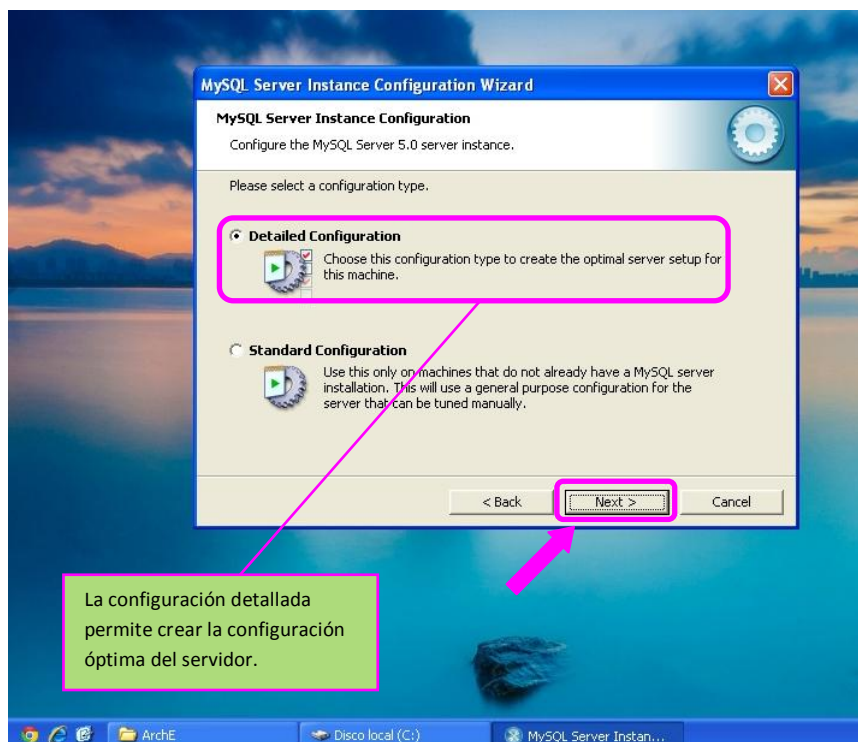 MySQL Server Instance Configuration Wizard
MySQL Server Instance Configuration
Configure the MySQL Server 5.0 server instance.
Please select a configuration type.
Detailed Configuration
Choose this configuration type to create the optimal server setup for
this machine.
Standard Configuration
Use this only on machines that do not already have a MySQL server
installation. This will use a general purpose configuration for the
server that can be tuned manually.
< Back
Next >
Cancel
La configuración detallada
permite crear la configuración
óptima del servidor.
ArchE
Disco local (C:)
MySQL Server Instan...